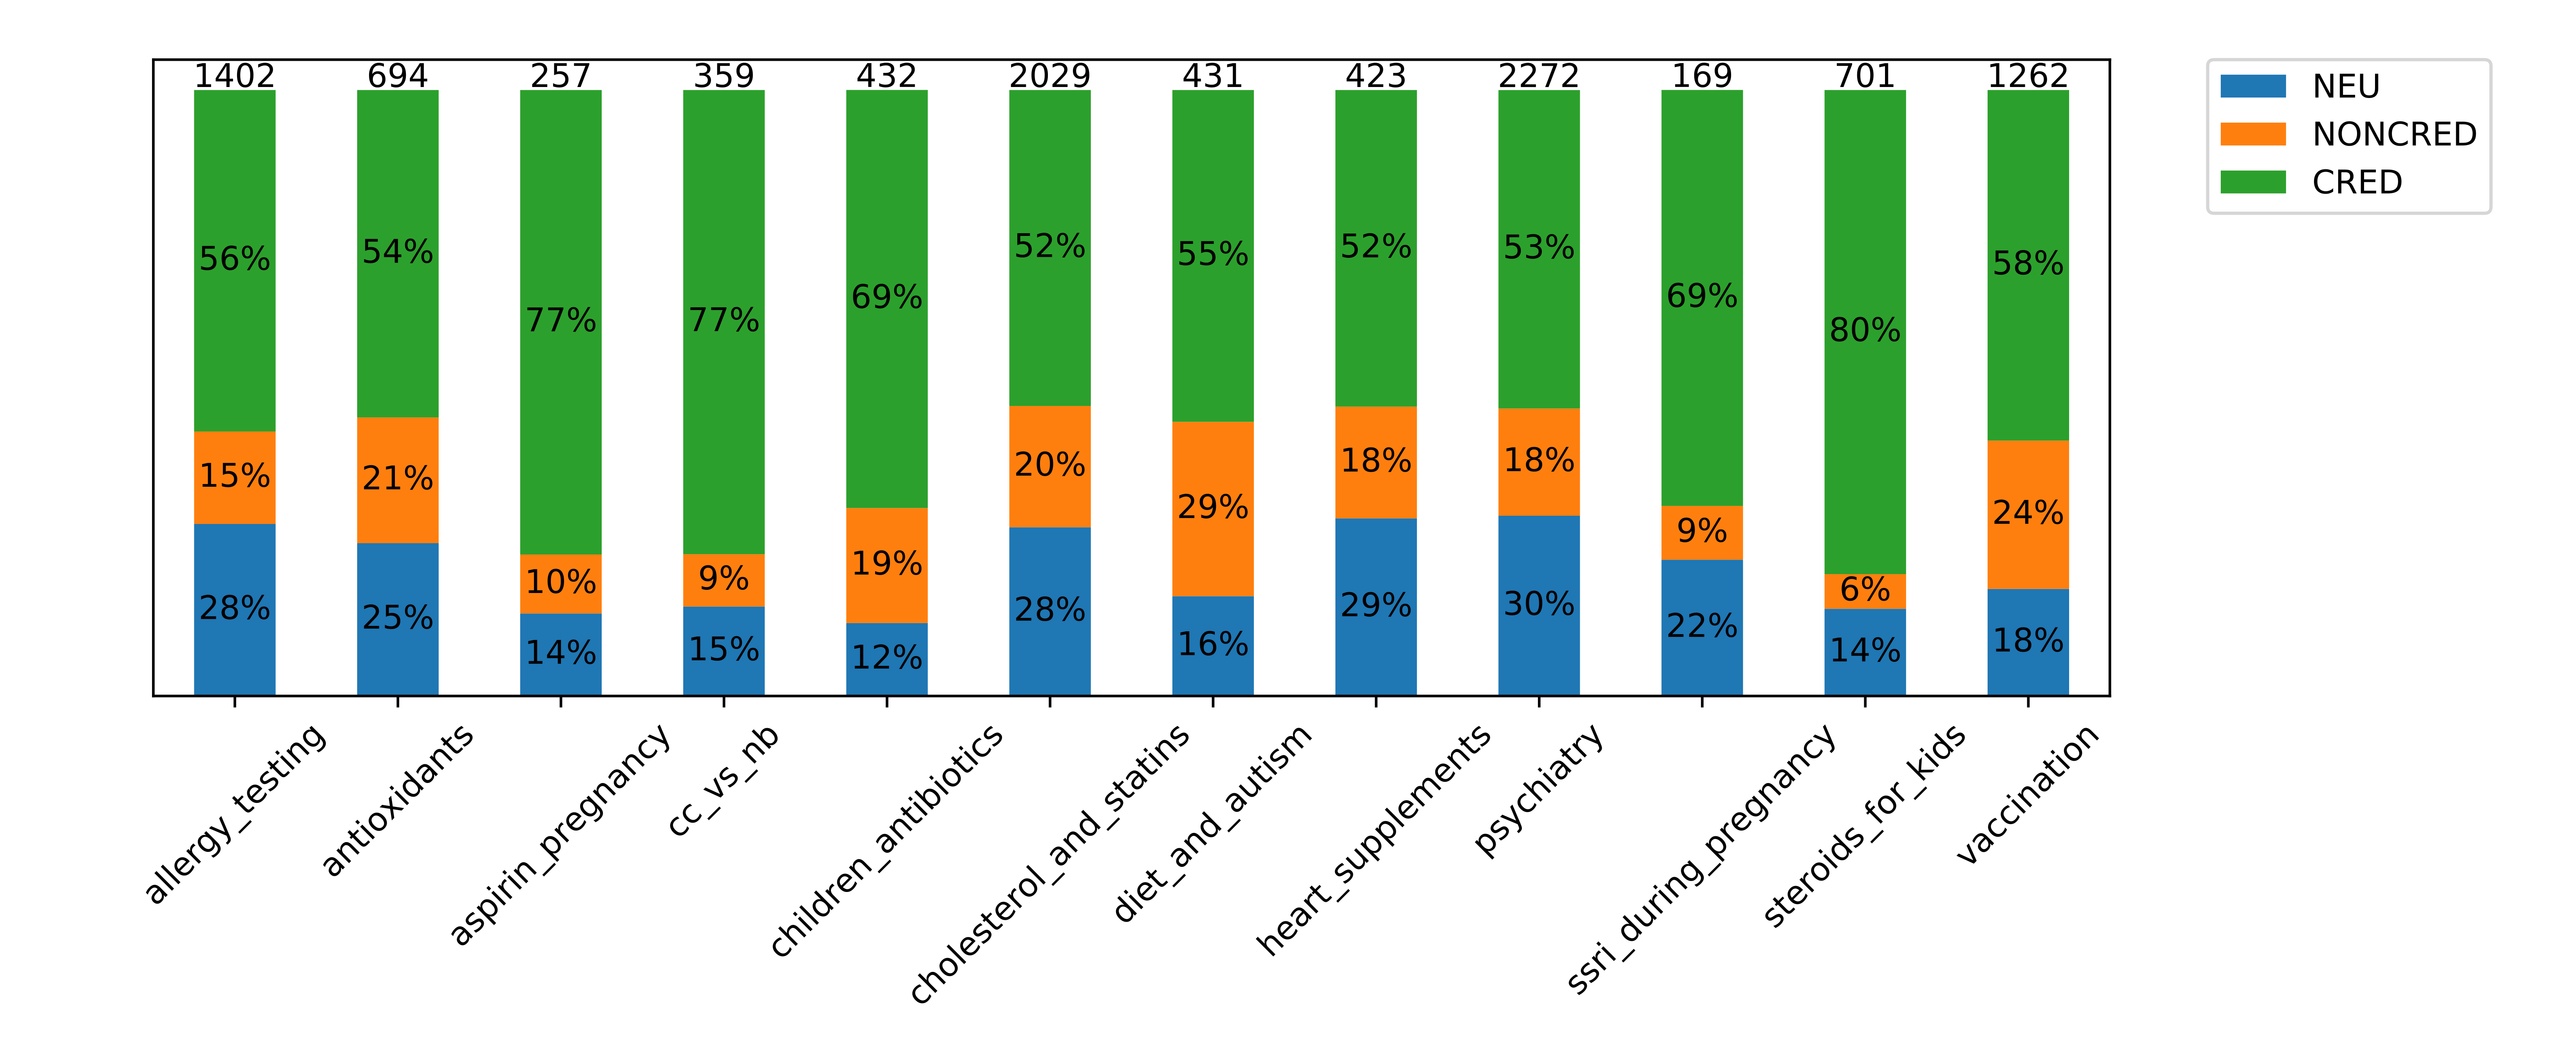 1402 694 257 359 432 2029 431 423 2272 169 701 1262
NEU
NONCRED
CRED
56% 54% 77% 77% 69% 52% 55% 52% 53% 69% 80% 58%
15% 21% 10% 9% 19% 20% 29% 18% 18% 9% 6% 24%
28% 25% 14% 15% 12% 28% 16% 29% 30% 22% 14% 18%
allergy_testing
antioxidants
aspirin_pregnancy
cc_vs_nb
children_antibiotics
cholesterol_and_statins
diet_and_autism
heart_supplements
psychiatry
ssri_during_pregnancy
steroids_for_kids
vaccination